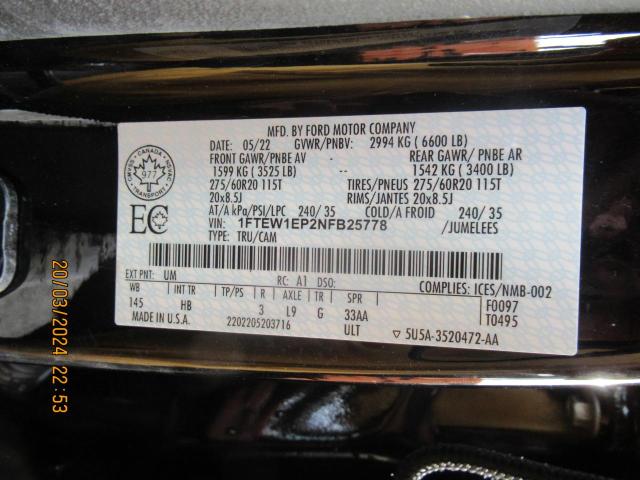 MFD. BY FORD MOTOR COMPANY
DATE: 05/22 GVWR/PNBV: 2994 KG ( 6600 LB)
FRONT GAWR/PNBE AV REAR GAWR/ PNBE AR
1599 KG ( 3525 LB) -- 1542 KG ( 3400 LB)
275/60R20 115T TIRES/PNEUS 275/60R20 115T
20x8.5J RIMS/JANTES 20x8.5J
AT/A kPa/PSI/LPC 240/ 35 COLD/A FROID 240/ 35
VIN: 1FTEW1EP2NFB25778 /JUMELEES
TYPE: TRU/CAM
CANADA
TRANSPORT
977
EC
EXT PNT: UM RC: A1 DSO: COMPLIES: ICES/NMB-002
WB INT TR TP/PS R AXLE TR SPR F0097
145 HB 3 L9 G 33AA T0495
MADE IN U.S.A. 2202205203716 ULT 5U5A-3520472-AA
20/03/2024 22:53